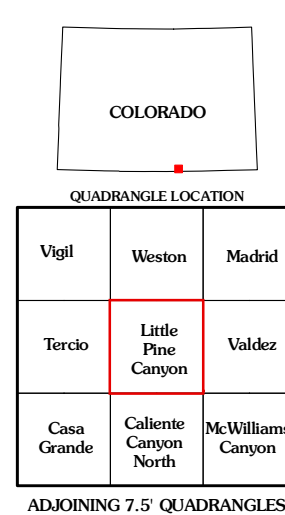 COLORADO
QUADRANGLE LOCATION
Vigil Weston Madrid
Tercio Little Pine Canyon Valdez
Casa Grande Caliente Canyon North McWilliams Canyon
ADJOINING 7.5' QUADRANGLES